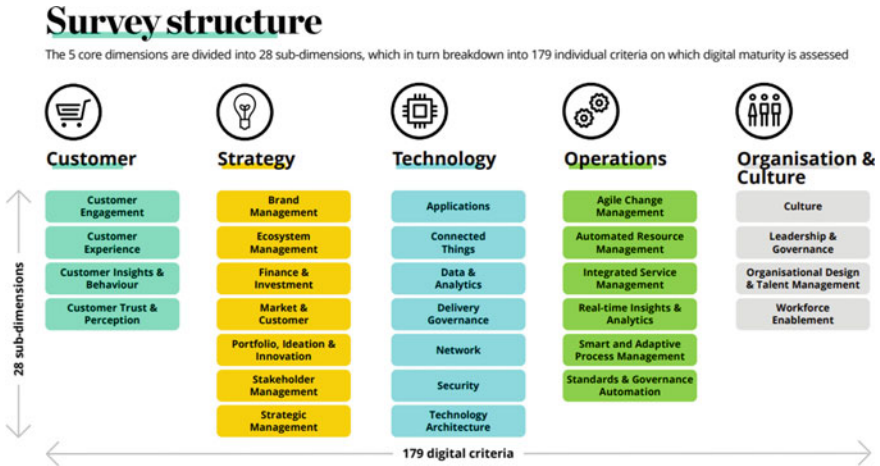 Survey structure
The 5 core dimensions are divided into 28 sub-dimensions, which in turn breakdown into 179 individual criteria on which digital maturity is assessed
Customer
Customer
Engagement
Customer
Experience
Customer Insights &
Behaviour
Customer Trust &
Perception
Strategy
Brand
Management
Ecosystem
Management
Finance &
Investment
Market &
Customer
Portfolio, Ideation &
Innovation
Stakeholder
Management
Strategic
Management
Technology
Applications
Connected
Things
Data &
Analytics
Delivery
Governance
Network
Security
Technology
Architecture
Operations
Agile Change
Management
Automated Resource
Management
Integrated Service
Management
Real-time Insights &
Analytics
Smart and Adaptive
Process Management
Standards & Governance
Automation
Organisation &
Culture
Culture
Leadership &
Governance
Organisational Design
& Talent Management
Workforce
Enablement
28 sub-dimensions
179 digital criteria